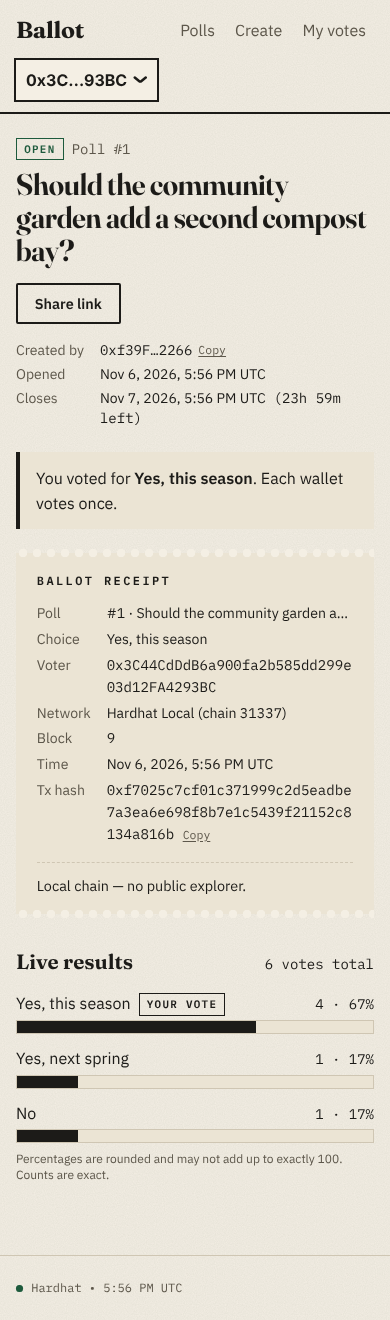 Ballot Polls Create My votes
0x3C...93BC
OPEN Poll #1
Should the community
garden add a second compost
bay?
Share link
Created by 0xf39F…2266 Copy
Opened Nov 6, 2026, 5:56 PM UTC
Closes Nov 7, 2026, 5:56 PM UTC (23h 59m
left)
You voted for Yes, this season. Each wallet
votes once.
BALLOT RECEIPT
Poll #1 · Should the community garden a...
Choice Yes, this season
Voter 0x3C44CdDdB6a900fa2b585dd299e
03d12FA4293BC
Network Hardhat Local (chain 31337)
Block 9
Time Nov 6, 2026, 5:56 PM UTC
Tx hash 0xf7025c7cf01c371999c2d5eadbe
7a3ea6e698f8b7e1c5439f21152c8
134a816b Copy
Local chain — no public explorer.
Live results 6 votes total
Yes, this season YOUR VOTE 4 · 67%
Yes, next spring 1 · 17%
No 1 · 17%
Percentages are rounded and may not add up to exactly 100.
Counts are exact.
Hardhat • 5:56 PM UTC